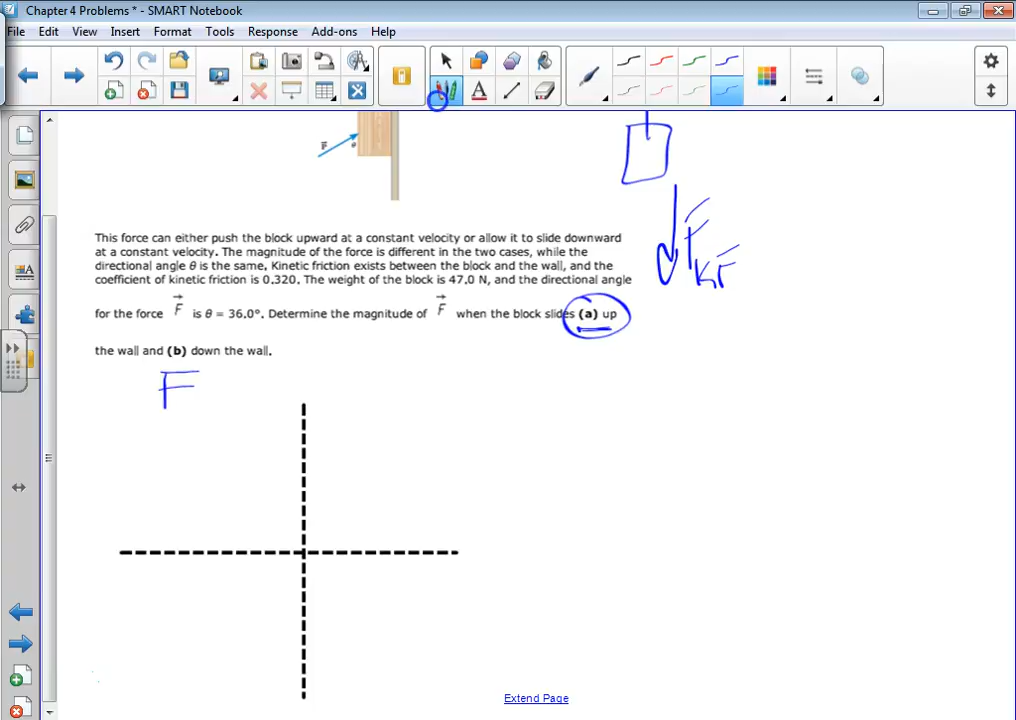 Chapter 4 Problems * - SMART Notebook
File Edit View Insert Format Tools Response Add-ons Help
F θ
F
KF
This force can either push the block upward at a constant velocity or allow it to slide downward
at a constant velocity. The magnitude of the force is different in the two cases, while the
directional angle θ is the same. Kinetic friction exists between the block and the wall, and the
coefficient of kinetic friction is 0.320. The weight of the block is 47.0 N, and the directional angle
for the force F is θ = 36.0°. Determine the magnitude of F when the block slides (a) up
the wall and (b) down the wall.
F
Extend Page